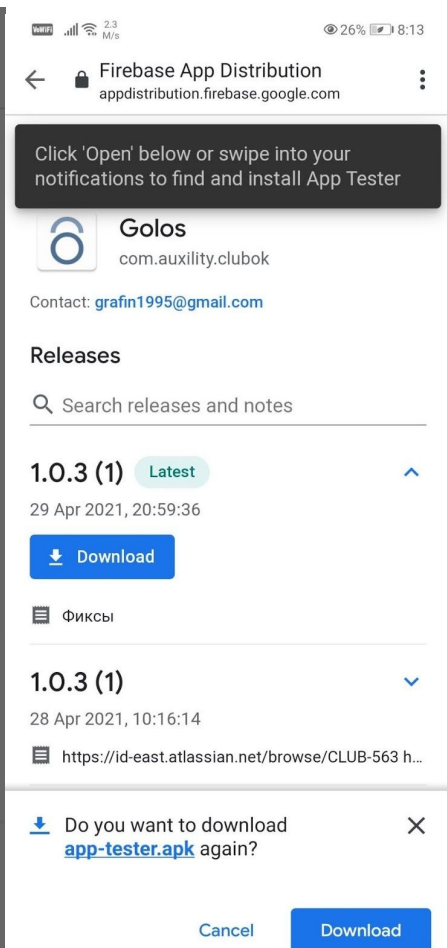 VoWiFi 2.3 M/s 26% 8:13
Firebase App Distribution
appdistribution.firebase.google.com
Click 'Open' below or swipe into your
notifications to find and install App Tester
Golos
com.auxility.clubok
Contact: grafin1995@gmail.com
Releases
Search releases and notes
1.0.3 (1) Latest
29 Apr 2021, 20:59:36
Download
Фиксы
1.0.3 (1)
28 Apr 2021, 10:16:14
https://id-east.atlassian.net/browse/CLUB-563 h...
Do you want to download
app-tester.apk again?
Cancel Download